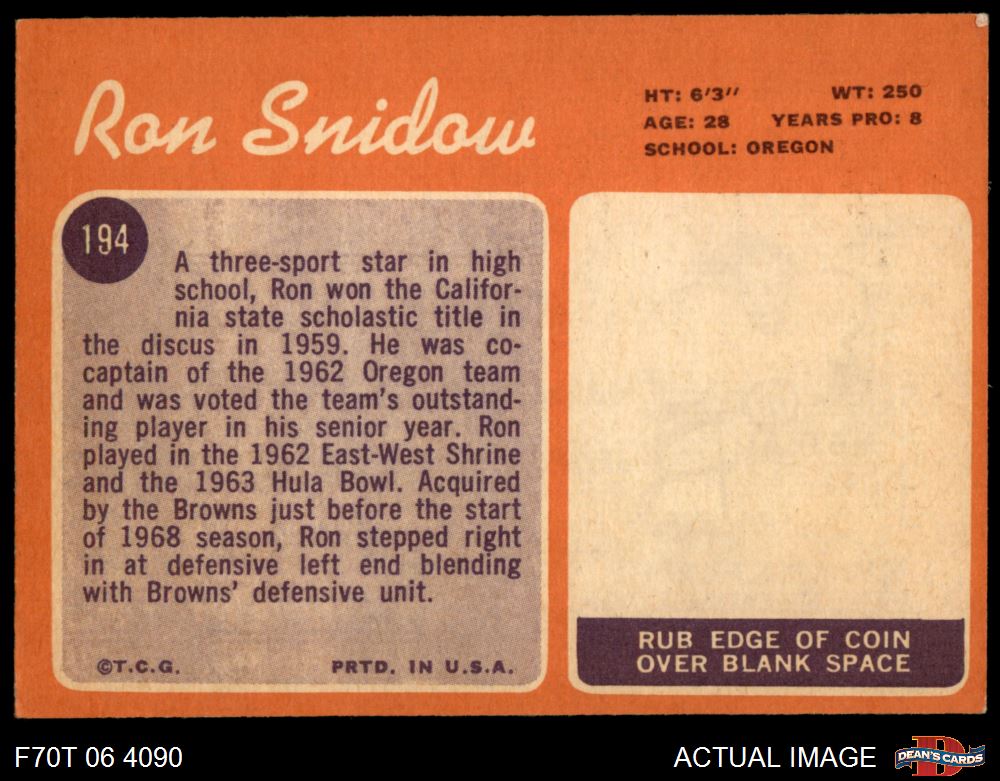 Ron Snidow
HT: 6'3" WT: 250
AGE: 28 YEARS PRO: 8
SCHOOL: OREGON
194
A three-sport star in high
school, Ron won the Califor-
nia state scholastic title in
the discus in 1959. He was co-
captain of the 1962 Oregon team
and was voted the team's outstand-
ing player in his senior year. Ron
played in the 1962 East-West Shrine
and the 1963 Hula Bowl. Acquired
by the Browns just before the start
of 1968 season, Ron stepped right
in at defensive left end blending
with Browns' defensive unit.
©T.C.G. PRTD. IN U.S.A.
RUB EDGE OF COIN
OVER BLANK SPACE
F70T 06 4090
ACTUAL IMAGE
D
DEAN'S CARDS